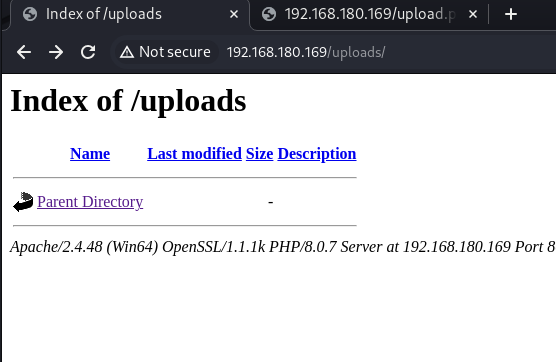 Index of /uploads
192.168.180.169/upload.p
Not secure 192.168.180.169/uploads/
Index of /uploads
Name Last modified Size Description
Parent Directory -
Apache/2.4.48 (Win64) OpenSSL/1.1.1k PHP/8.0.7 Server at 192.168.180.169 Port 8